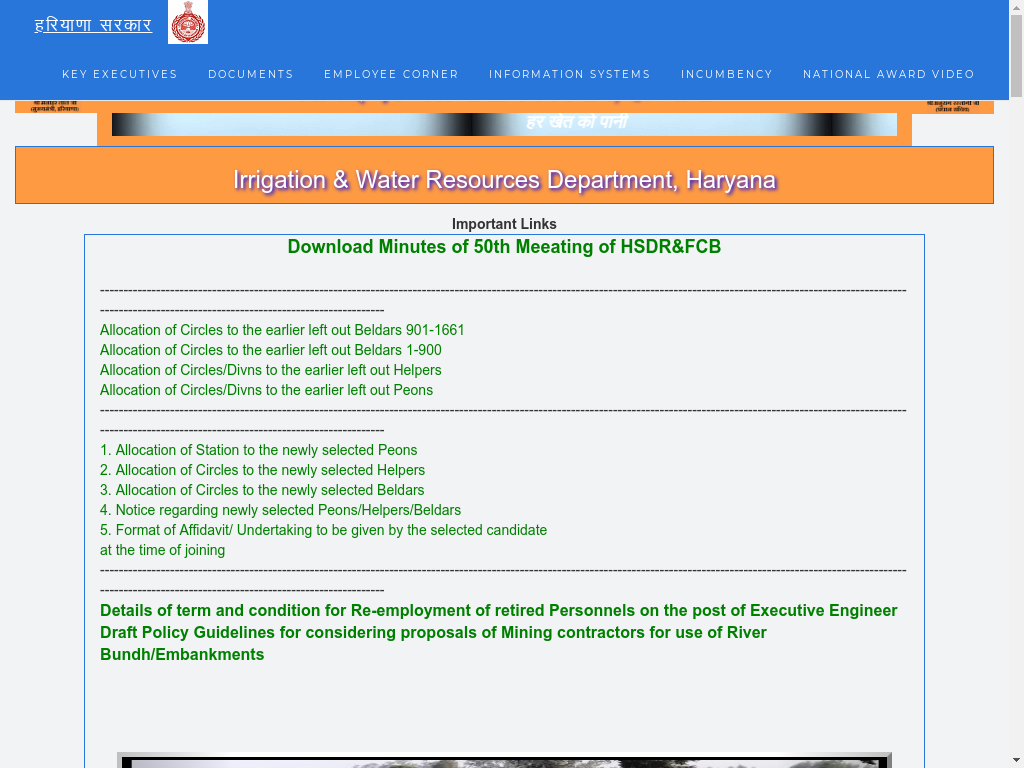 हरियाणा सरकार
KEY EXECUTIVES DOCUMENTS EMPLOYEE CORNER INFORMATION SYSTEMS INCUMBENCY NATIONAL AWARD VIDEO
(मुख्यमंत्री, हरियाणा)
हर खेत को पानी
Irrigation & Water Resources Department, Haryana
Important Links
Download Minutes of 50th Meeating of HSDR&FCB
Allocation of Circles to the earlier left out Beldars 901-1661
Allocation of Circles to the earlier left out Beldars 1-900
Allocation of Circles/Divns to the earlier left out Helpers
Allocation of Circles/Divns to the earlier left out Peons
1. Allocation of Station to the newly selected Peons
2. Allocation of Circles to the newly selected Helpers
3. Allocation of Circles to the newly selected Beldars
4. Notice regarding newly selected Peons/Helpers/Beldars
5. Format of Affidavit/ Undertaking to be given by the selected candidate
at the time of joining
Details of term and condition for Re-employment of retired Personnels on the post of Executive Engineer
Draft Policy Guidelines for considering proposals of Mining contractors for use of River
Bundh/Embankments